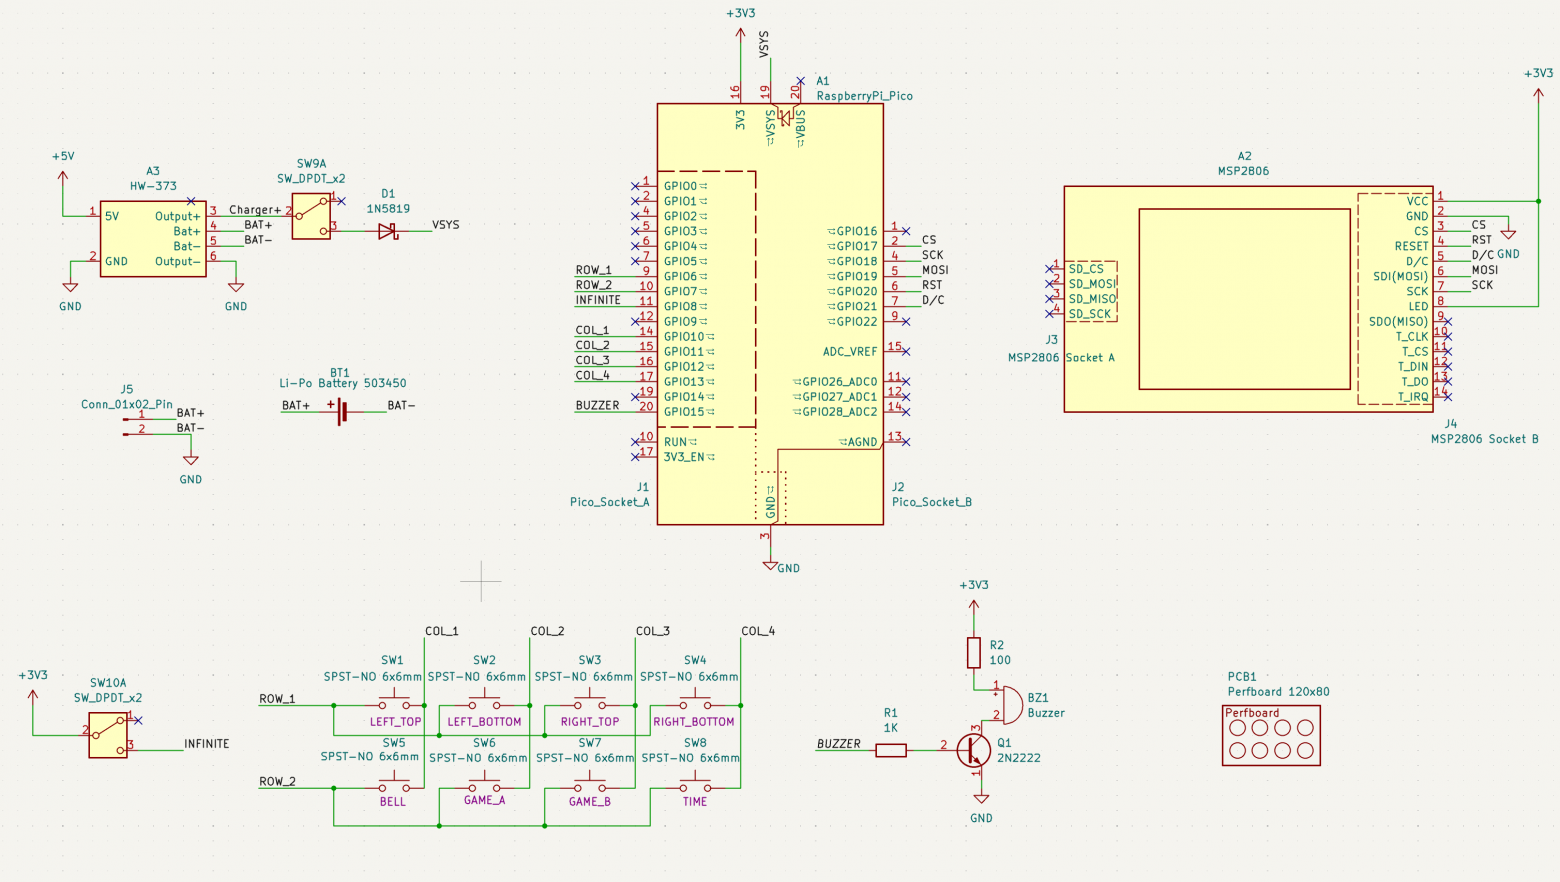 +3V3
VSYS
16
19
20
A1
RaspberryPi_Pico
3V3
VSYS
VBUS
1
GPIO0
2
GPIO1
4
GPIO2
5
GPIO3
6
GPIO4
7
GPIO5
ROW_1
9
GPIO6
ROW_2
10
GPIO7
INFINITE
11
GPIO8
12
GPIO9
COL_1
14
GPIO10
COL_2
15
GPIO11
COL_3
16
GPIO12
COL_4
17
GPIO13
19
GPIO14
BUZZER
20
GPIO15
10
RUN
17
3V3_EN
GPIO16
1
GPIO17
2
CS
GPIO18
4
SCK
GPIO19
5
MOSI
GPIO20
6
RST
GPIO21
7
D/C
GPIO22
9
ADC_VREF
15
GPIO26_ADC0
11
GPIO27_ADC1
12
GPIO28_ADC2
14
AGND
13
GND
3
GND
J1
Pico_Socket_A
J2
Pico_Socket_B
+5V
A3
HW-373
1
5V
2
GND
GND
Output+
3
Charger+
Bat+
4
BAT+
Bat-
5
BAT-
Output-
6
GND
SW9A
SW_DPDT_x2
2
1
3
D1
1N5819
VSYS
J5
Conn_01x02_Pin
1
BAT+
2
BAT-
GND
BT1
Li-Po Battery 503450
BAT+
+
BAT-
A2
MSP2806
+3V3
1
SD_CS
2
SD_MOSI
3
SD_MISO
4
SD_SCK
J3
MSP2806 Socket A
VCC
1
GND
2
GND
CS
3
CS
RESET
4
RST
D/C
5
D/C
SDI(MOSI)
6
MOSI
SCK
7
SCK
LED
8
SDO(MISO)
9
T_CLK
10
T_CS
11
T_DIN
12
T_DO
13
T_IRQ
14
J4
MSP2806 Socket B
+3V3
SW10A
SW_DPDT_x2
2
1
3
INFINITE
COL_1
COL_2
COL_3
COL_4
SW1
SPST-NO 6x6mm
SW2
SPST-NO 6x6mm
SW3
SPST-NO 6x6mm
SW4
SPST-NO 6x6mm
ROW_1
LEFT_TOP
LEFT_BOTTOM
RIGHT_TOP
RIGHT_BOTTOM
SW5
SPST-NO 6x6mm
SW6
SPST-NO 6x6mm
SW7
SPST-NO 6x6mm
SW8
SPST-NO 6x6mm
ROW_2
BELL
GAME_A
GAME_B
TIME
+3V3
R2
100
1
+
2
BZ1
Buzzer
R1
1K
BUZZER
2
3
1
Q1
2N2222
GND
PCB1
Perfboard 120x80
Perfboard